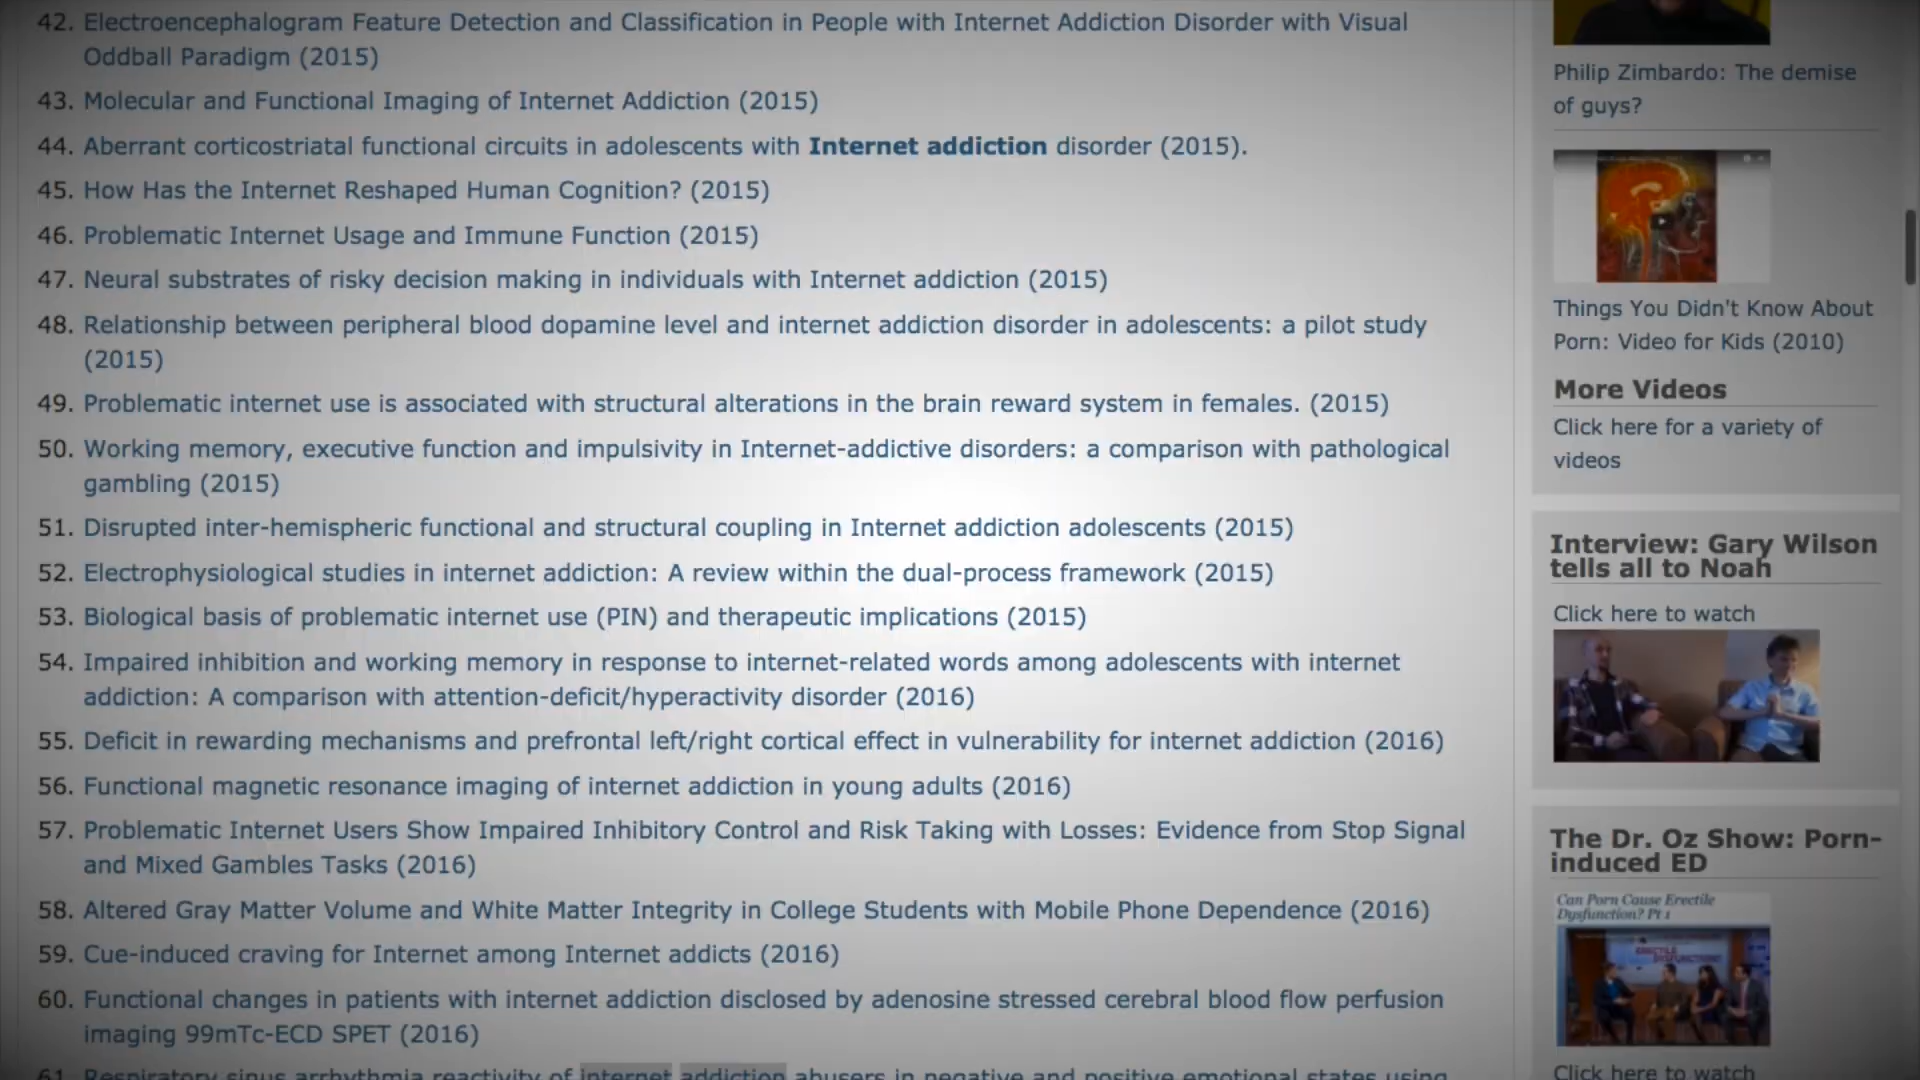 42. Electroencephalogram Feature Detection and Classification in People with Internet Addiction Disorder with Visual
Oddball Paradigm (2015)
43. Molecular and Functional Imaging of Internet Addiction (2015)
44. Aberrant corticostriatal functional circuits in adolescents with Internet addiction disorder (2015).
45. How Has the Internet Reshaped Human Cognition? (2015)
46. Problematic Internet Usage and Immune Function (2015)
47. Neural substrates of risky decision making in individuals with Internet addiction (2015)
48. Relationship between peripheral blood dopamine level and internet addiction disorder in adolescents: a pilot study
(2015)
49. Problematic internet use is associated with structural alterations in the brain reward system in females. (2015)
50. Working memory, executive function and impulsivity in Internet-addictive disorders: a comparison with pathological
gambling (2015)
51. Disrupted inter-hemispheric functional and structural coupling in Internet addiction adolescents (2015)
52. Electrophysiological studies in internet addiction: A review within the dual-process framework (2015)
53. Biological basis of problematic internet use (PIN) and therapeutic implications (2015)
54. Impaired inhibition and working memory in response to internet-related words among adolescents with internet
addiction: A comparison with attention-deficit/hyperactivity disorder (2016)
55. Deficit in rewarding mechanisms and prefrontal left/right cortical effect in vulnerability for internet addiction (2016)
56. Functional magnetic resonance imaging of internet addiction in young adults (2016)
57. Problematic Internet Users Show Impaired Inhibitory Control and Risk Taking with Losses: Evidence from Stop Signal
and Mixed Gambles Tasks (2016)
58. Altered Gray Matter Volume and White Matter Integrity in College Students with Mobile Phone Dependence (2016)
59. Cue-induced craving for Internet among Internet addicts (2016)
60. Functional changes in patients with internet addiction disclosed by adenosine stressed cerebral blood flow perfusion
imaging 99mTc-ECD SPET (2016)
61. Respiratory sinus arrhythmia reactivity of internet addiction abusers in negative and positive emotional states using
Philip Zimbardo: The demise
of guys?
Things You Didn't Know About
Porn: Video for Kids (2010)
More Videos
Click here for a variety of
videos
Interview: Gary Wilson
tells all to Noah
Click here to watch
The Dr. Oz Show: Porn-
induced ED
Can Porn Cause Erectile
Dysfunction? Pt 1
ERECTILE
DYSFUNCTION?
Click here to watch